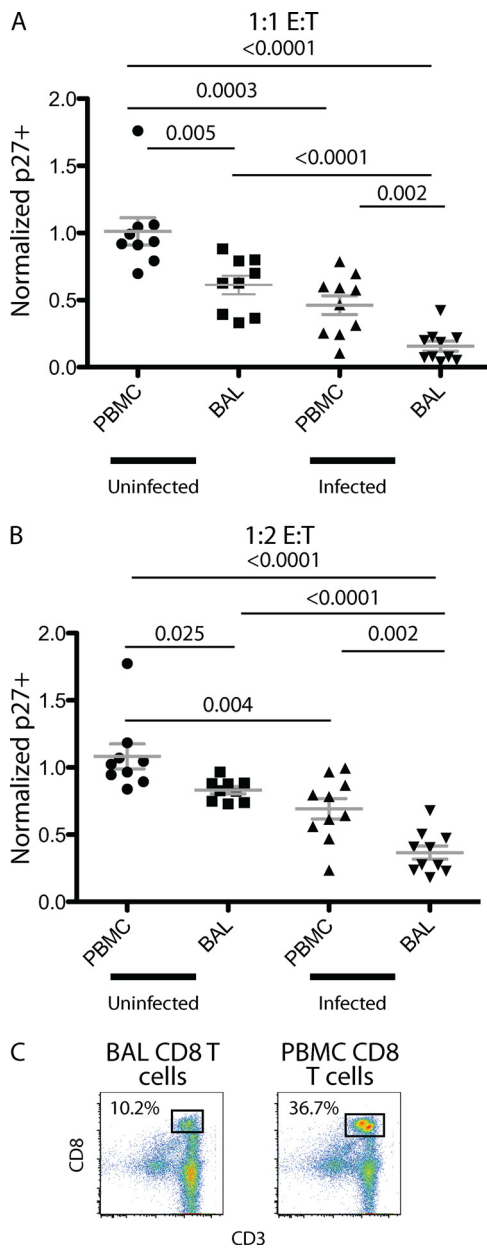 A
1:1 E:T
<0.0001
0.0003
0.005
<0.0001
0.002
Normalized p27+
2.0
1.5
1.0
0.5
0.0
PBMC
BAL
PBMC
BAL
Uninfected
Infected
B
1:2 E:T
<0.0001
<0.0001
0.025
0.002
0.004
Normalized p27+
2.0
1.5
1.0
0.5
0.0
PBMC
BAL
PBMC
BAL
Uninfected
Infected
C
BAL CD8 T
cells
PBMC CD8
T cells
10.2%
36.7%
CD8
CD3